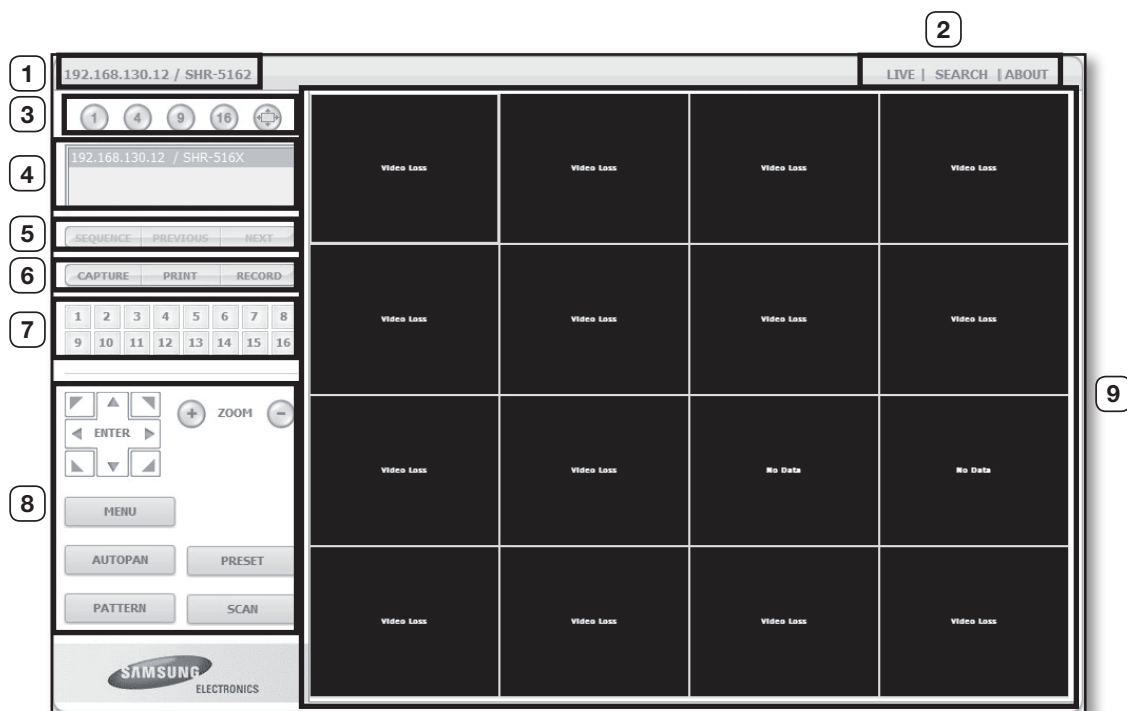 2
1
192.168.130.12 / SHR-5162
LIVE | SEARCH | ABOUT
3
1 4 9 16
4
192.168.130.12 / SHR-516X
5
SEQUENCE PREVIOUS NEXT
6
CAPTURE PRINT RECORD
7
1 2 3 4 5 6 7 8
9 10 11 12 13 14 15 16
8
ENTER
ZOOM
MENU
AUTOPAN PRESET
PATTERN SCAN
SAMSUNG
ELECTRONICS
Video Loss Video Loss Video Loss Video Loss
Video Loss Video Loss Video Loss Video Loss
Video Loss Video Loss No Data No Data
Video Loss Video Loss Video Loss Video Loss
9